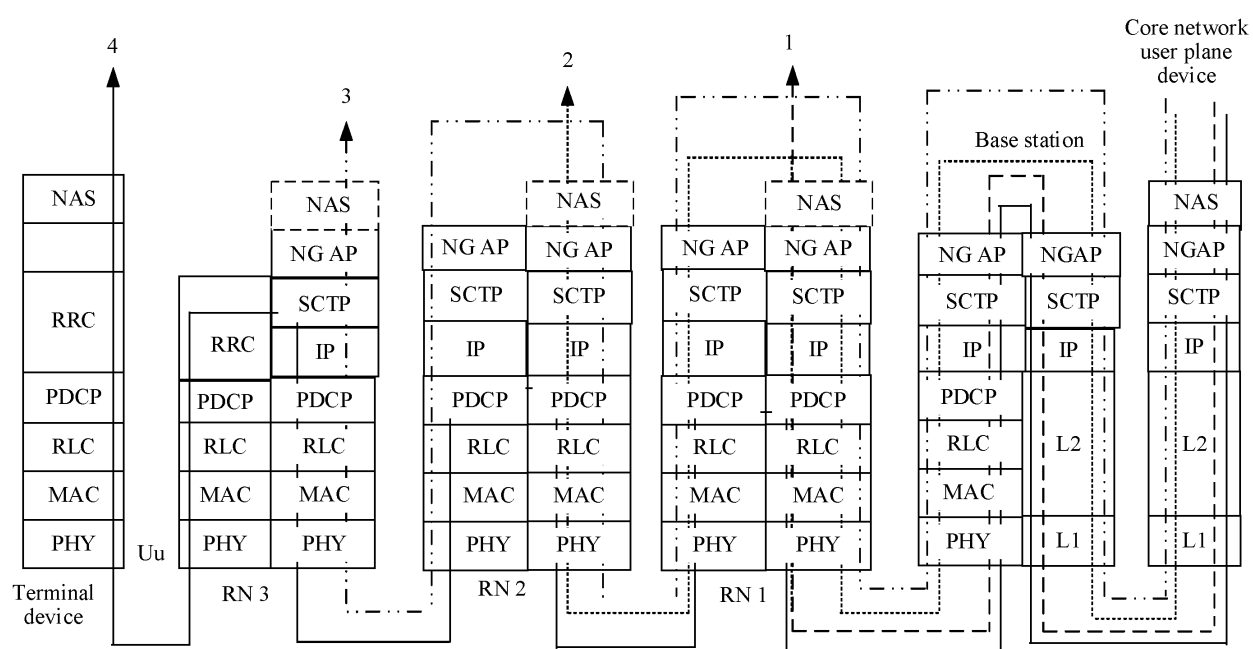 4
3
2
1
Core network
user plane
device
Base station
NAS
RRC
PDCP
RLC
MAC
PHY
Terminal
device
Uu
RRC
PDCP
RLC
MAC
PHY
NAS
NG AP
SCTP
IP
PDCP
RLC
MAC
PHY
RN 3
NG AP
SCTP
IP
PDCP
RLC
MAC
PHY
NAS
NG AP
SCTP
IP
PDCP
RLC
MAC
PHY
RN 2
NG AP
SCTP
IP
PDCP
RLC
MAC
PHY
NAS
NG AP
SCTP
IP
PDCP
RLC
MAC
PHY
RN 1
NG AP
SCTP
IP
PDCP
RLC
MAC
PHY
NGAP
SCTP
IP
L2
L1
NAS
NGAP
SCTP
IP
L2
L1